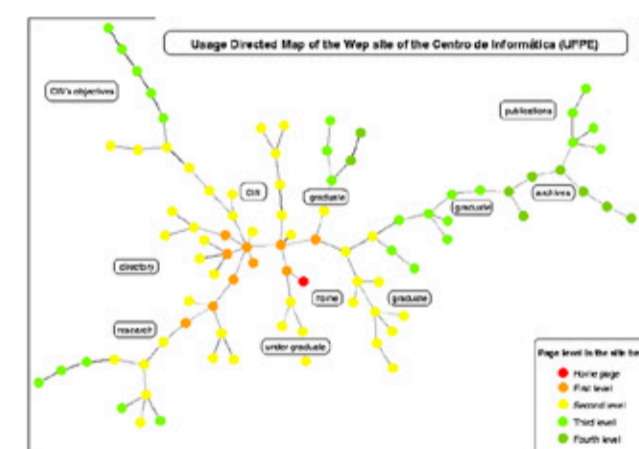 Usage Directed Map of the Wep site of the Centro de Informática (UFPE)
CIn's objectives
publications
CIn
graduate
archives
graduate
directory
home
graduate
research
under graduate
Page level in the site
Home page
First level
Second level
Third level
Fourth level